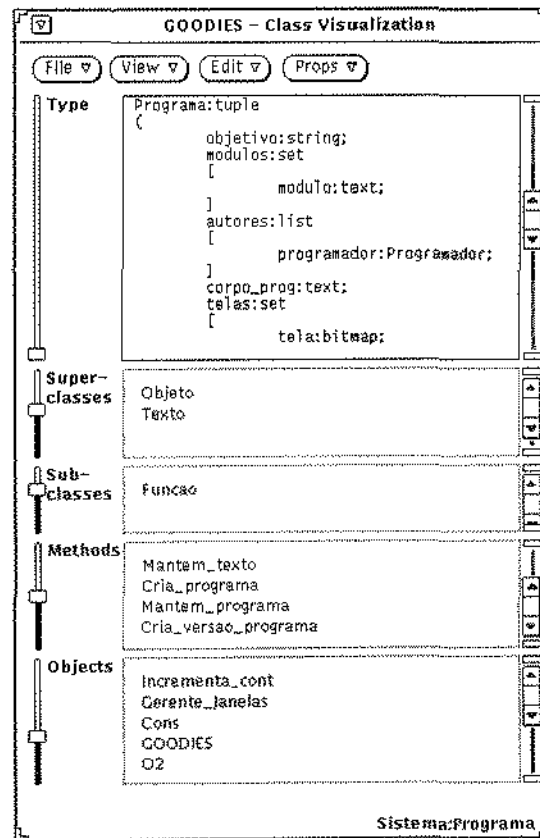 GOODIES – Class Visualization
File View Edit Props
Type
Programa:tuple
(
objetivo:string;
modulos:set
[
modulo:text;
]
autores:list
[
programador:Programador;
]
corpo_prog:text;
telas:set
[
tela:bitmap;
Super–
classes
Objeto
Texto
Sub–
classes
Funcao
Methods
Mantem_texto
Cria_programa
Mantem_programa
Cria_versao_programa
Objects
Incrementa_cont
Gerente_Janelas
Cons
GOODIES
O2
Sistema:Programa